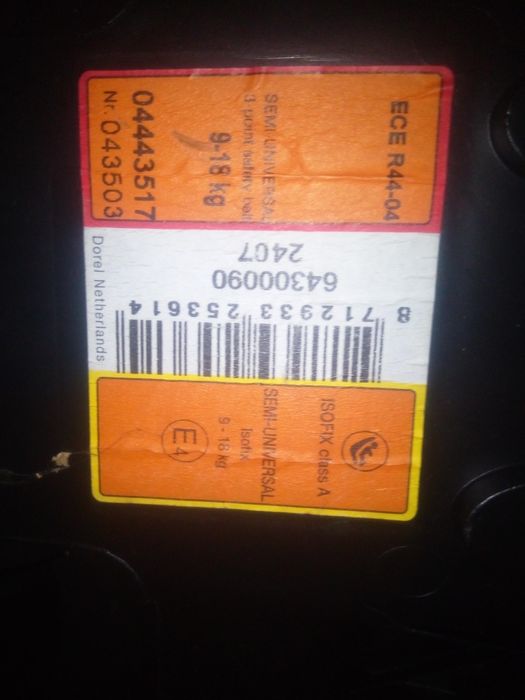 ECE R44-04
SEMI-UNIVERSAL
3 point safety belt
9-18 kg
04443517
Nr. 043503
2407
64300090
8 712933 253614
Dorel Netherlands
ISOFIX class A
SEMI-UNIVERSAL
Isofix
9 - 18 kg
E4